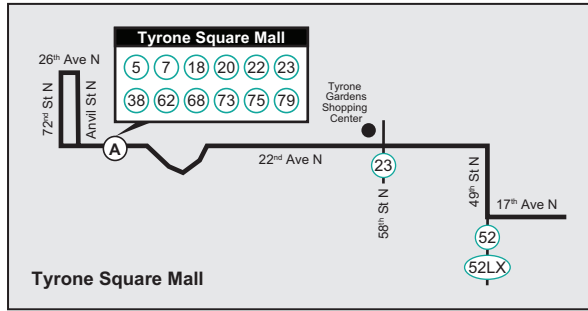 Tyrone Square Mall
5 7 18 20 22 23
38 62 68 73 75 79
26th Ave N
72nd St N
Anvil St N
A
22nd Ave N
Tyrone
Gardens
Shopping
Center
23
58th St N
49th St N
17th Ave N
52
52LX
Tyrone Square Mall